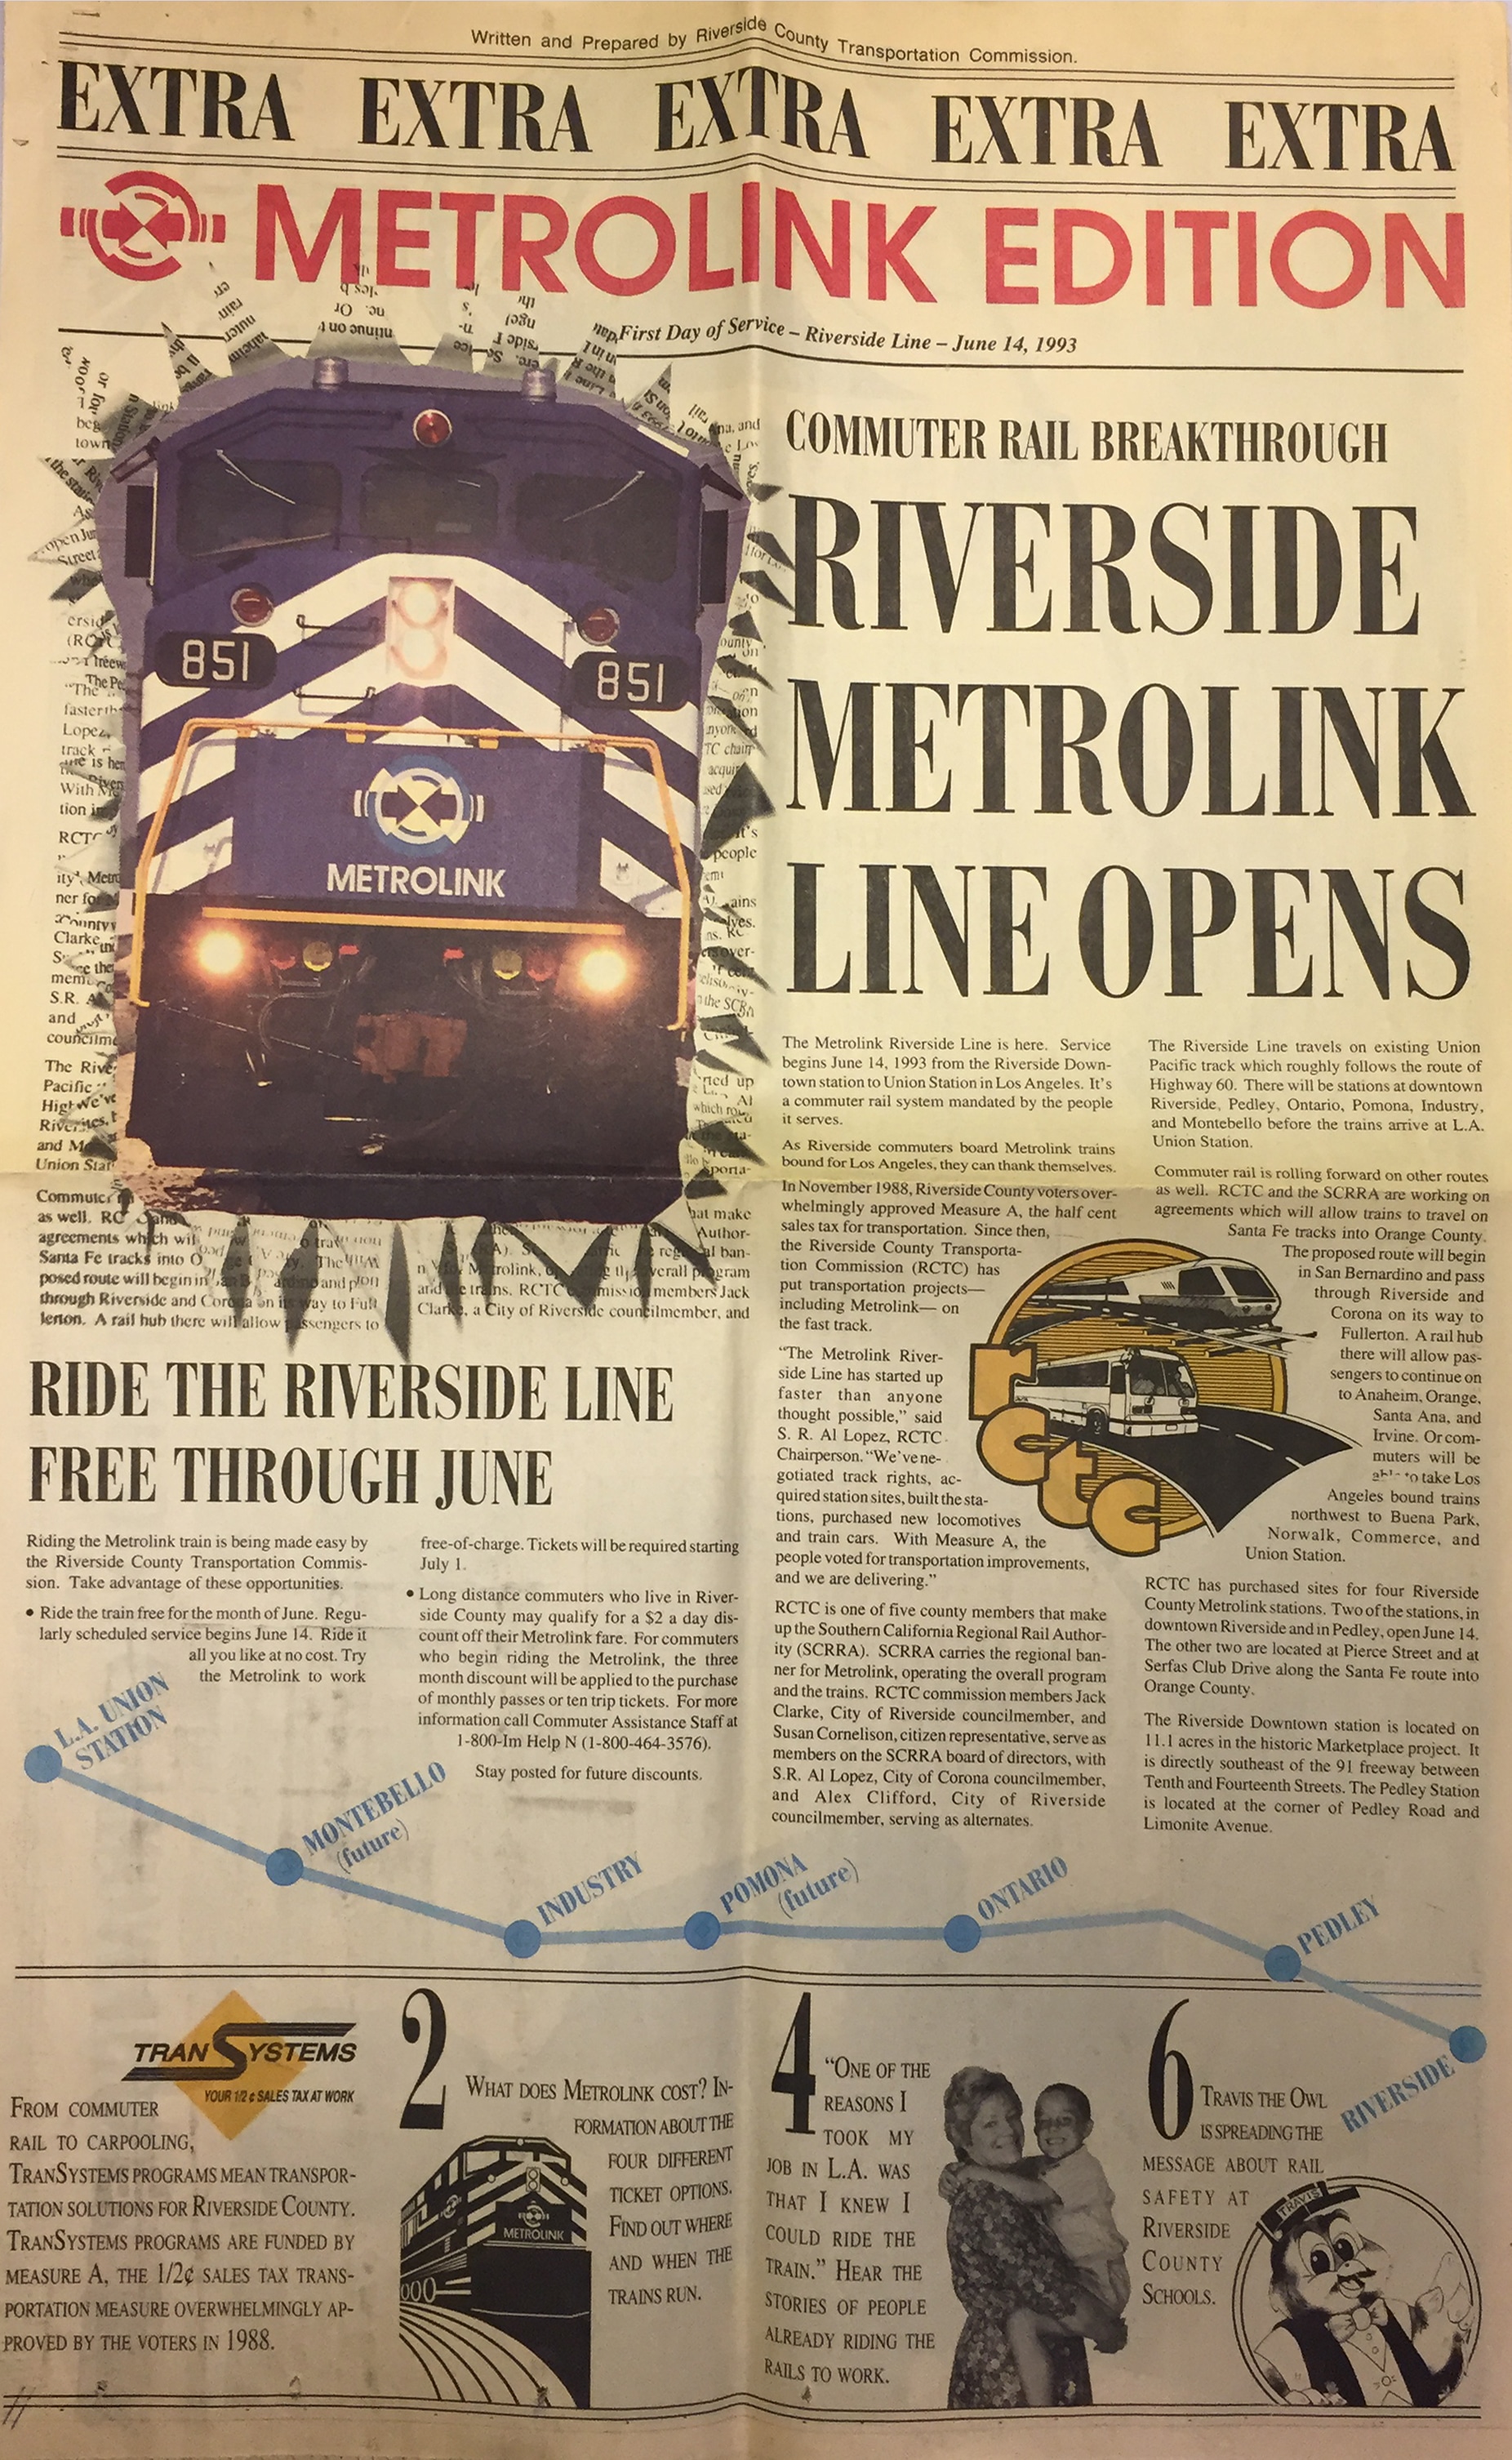 Written and Prepared by Riverside County Transportation Commission.
EXTRA EXTRA EXTRA EXTRA EXTRA
METROLINK EDITION
First Day of Service – Riverside Line – June 14, 1993
851
851
METROLINK
COMMUTER RAIL BREAKTHROUGH
RIVERSIDE
METROLINK
LINE OPENS
The Metrolink Riverside Line is here. Service
begins June 14, 1993 from the Riverside Down-
town station to Union Station in Los Angeles. It's
a commuter rail system mandated by the people
it serves.
As Riverside commuters board Metrolink trains
bound for Los Angeles, they can thank themselves.
In November 1988, Riverside County voters over-
whelmingly approved Measure A, the half cent
sales tax for transportation. Since then,
the Riverside County Transporta-
tion Commission (RCTC) has
put transportation projects—
including Metrolink— on
the fast track.
"The Metrolink River-
side Line has started up
faster than anyone
thought possible," said
S. R. Al Lopez, RCTC
Chairperson. "We've ne-
gotiated track rights, ac-
quired station sites, built the sta-
tions, purchased new locomotives
and train cars. With Measure A, the
people voted for transportation improvements,
and we are delivering."
RCTC is one of five county members that make
up the Southern California Regional Rail Author-
ity (SCRRA). SCRRA carries the regional ban-
ner for Metrolink, operating the overall program
and the trains. RCTC commission members Jack
Clarke, City of Riverside councilmember, and
Susan Cornelison, citizen representative, serve as
members on the SCRRA board of directors, with
S.R. Al Lopez, City of Corona councilmember,
and Alex Clifford, City of Riverside
councilmember, serving as alternates.
The Riverside Line travels on existing Union
Pacific track which roughly follows the route of
Highway 60. There will be stations at downtown
Riverside, Pedley, Ontario, Pomona, Industry,
and Montebello before the trains arrive at L.A.
Union Station.
Commuter rail is rolling forward on other routes
as well. RCTC and the SCRRA are working on
agreements which will allow trains to travel on
Santa Fe tracks into Orange County.
The proposed route will begin
in San Bernardino and pass
through Riverside and
Corona on its way to
Fullerton. A rail hub
there will allow pas-
sengers to continue on
to Anaheim, Orange,
Santa Ana, and
Irvine. Or com-
muters will be
able to take Los
Angeles bound trains
northwest to Buena Park,
Norwalk, Commerce, and
Union Station.
RCTC has purchased sites for four Riverside
County Metrolink stations. Two of the stations, in
downtown Riverside and in Pedley, open June 14.
The other two are located at Pierce Street and at
Serfas Club Drive along the Santa Fe route into
Orange County.
The Riverside Downtown station is located on
11.1 acres in the historic Marketplace project. It
is directly southeast of the 91 freeway between
Tenth and Fourteenth Streets. The Pedley Station
is located at the corner of Pedley Road and
Limonite Avenue.
rctc
RIDE THE RIVERSIDE LINE
FREE THROUGH JUNE
Riding the Metrolink train is being made easy by
the Riverside County Transportation Commis-
sion. Take advantage of these opportunities.
• Ride the train free for the month of June. Regu-
larly scheduled service begins June 14. Ride it
all you like at no cost. Try
the Metrolink to work
free-of-charge. Tickets will be required starting
July 1.
• Long distance commuters who live in River-
side County may qualify for a $2 a day dis-
count off their Metrolink fare. For commuters
who begin riding the Metrolink, the three
month discount will be applied to the purchase
of monthly passes or ten trip tickets. For more
information call Commuter Assistance Staff at
1-800-Im Help N (1-800-464-3576).
Stay posted for future discounts.
L.A. UNION
STATION
MONTEBELLO
(future)
INDUSTRY
POMONA
(future)
ONTARIO
PEDLEY
RIVERSIDE
TRANSYSTEMS
YOUR 1/2 ¢ SALES TAX AT WORK
FROM COMMUTER
RAIL TO CARPOOLING,
TRANSYSTEMS PROGRAMS MEAN TRANSPOR-
TATION SOLUTIONS FOR RIVERSIDE COUNTY.
TRANSYSTEMS PROGRAMS ARE FUNDED BY
MEASURE A, THE 1/2¢ SALES TAX TRANS-
PORTATION MEASURE OVERWHELMINGLY AP-
PROVED BY THE VOTERS IN 1988.
2
WHAT DOES METROLINK COST? IN-
FORMATION ABOUT THE
FOUR DIFFERENT
TICKET OPTIONS.
FIND OUT WHERE
AND WHEN THE
TRAINS RUN.
METROLINK
000
4
"ONE OF THE
REASONS I
TOOK MY
JOB IN L.A. WAS
THAT I KNEW I
COULD RIDE THE
TRAIN." HEAR THE
STORIES OF PEOPLE
ALREADY RIDING THE
RAILS TO WORK.
6
TRAVIS THE OWL
IS SPREADING THE
MESSAGE ABOUT RAIL
SAFETY AT
RIVERSIDE
COUNTY
SCHOOLS.
TRAVIS